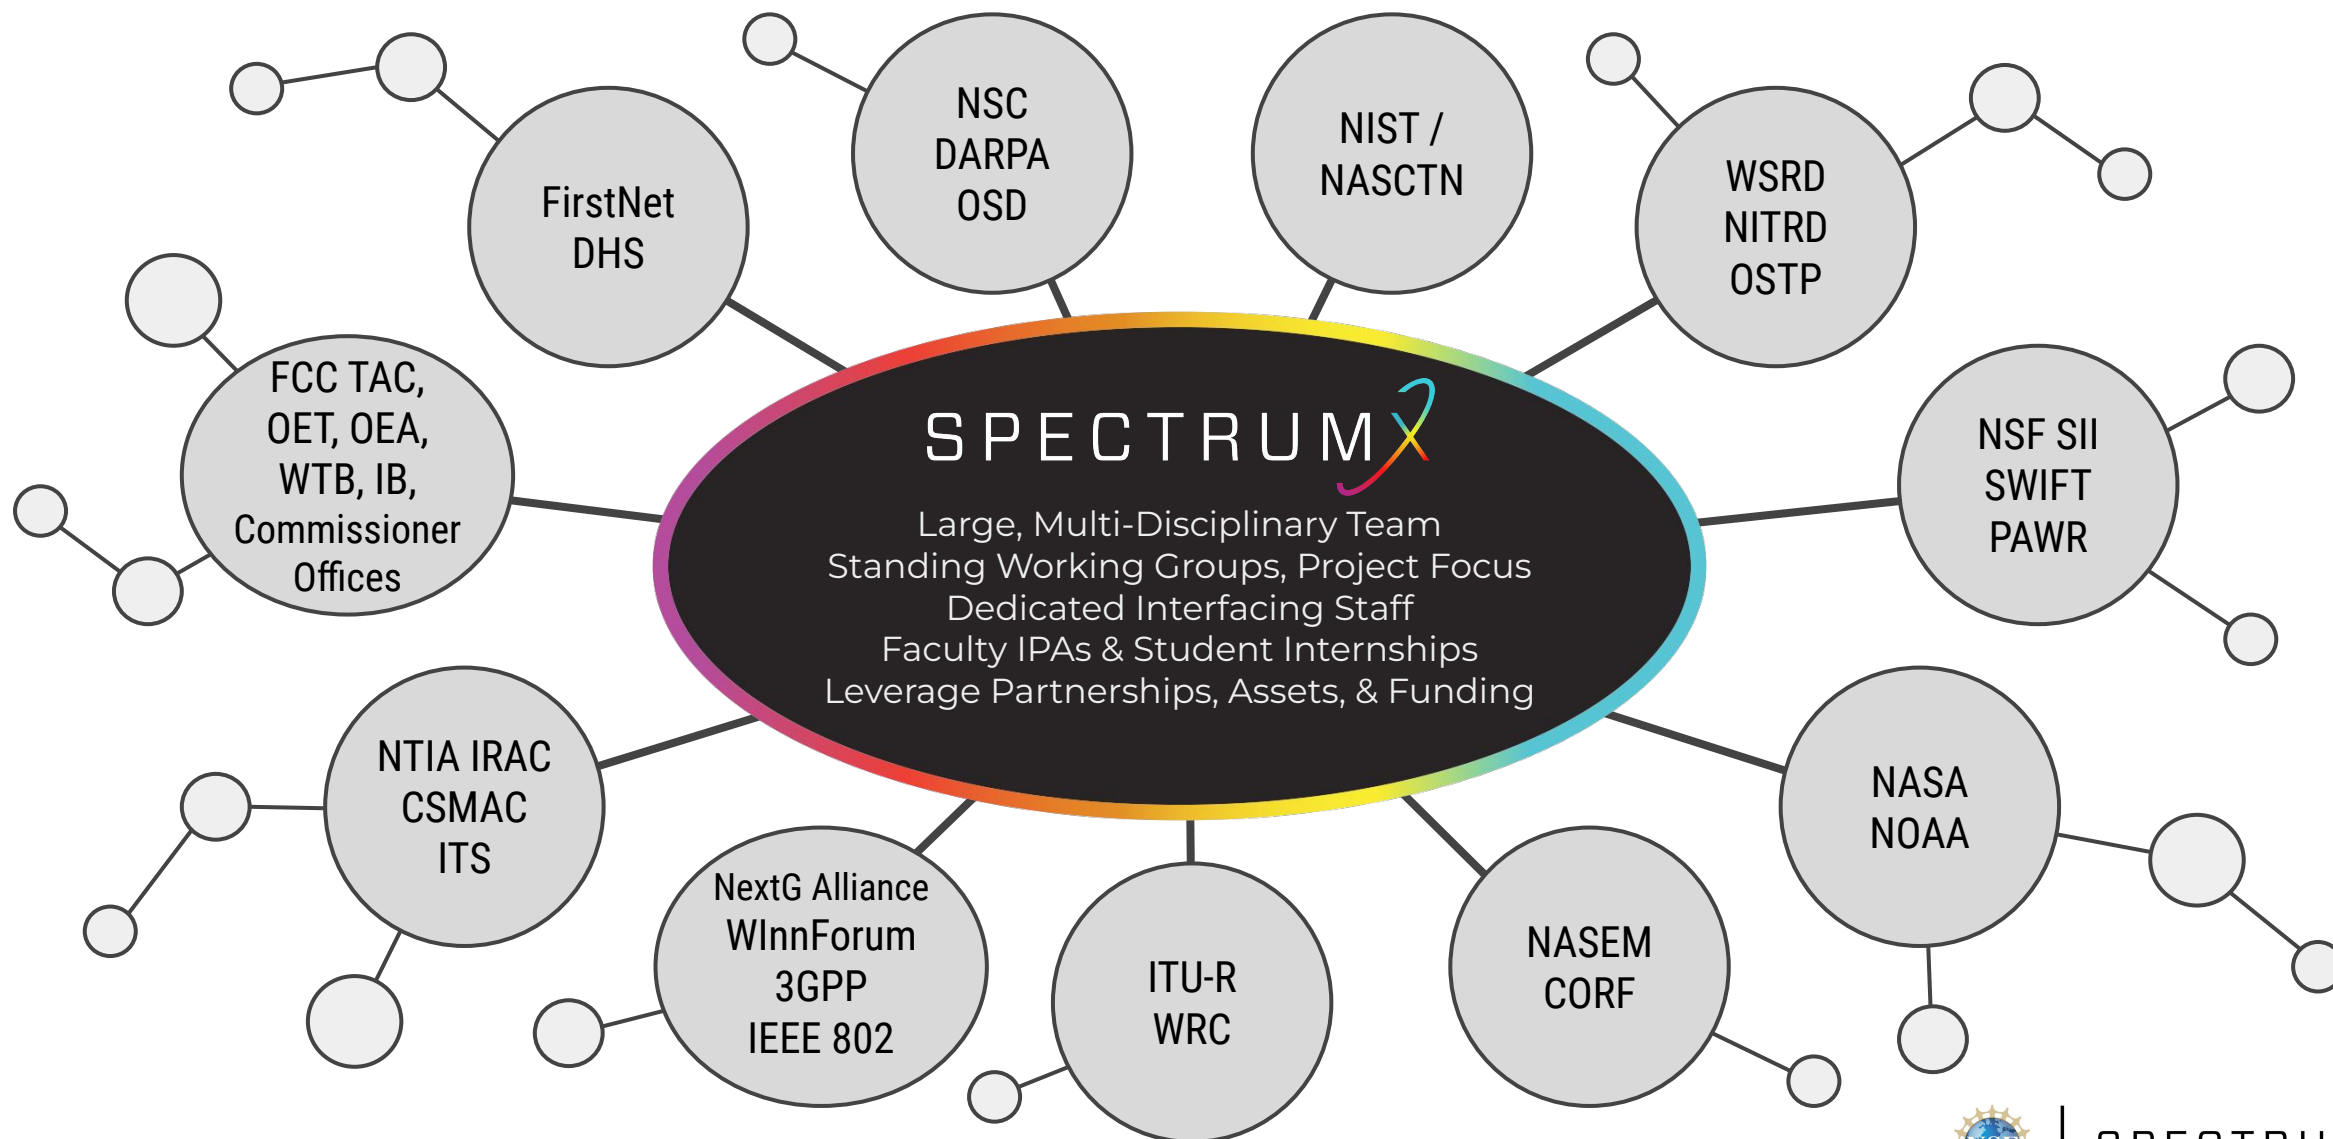 NSC
DARPA
OSD
NIST /
NASCTN
FirstNet
DHS
WSRD
NITRD
OSTP
FCC TAC,
OET, OEA,
WTB, IB,
Commissioner
Offices
SPECTRUMX
Large, Multi-Disciplinary Team
Standing Working Groups, Project Focus
Dedicated Interfacing Staff
Faculty IPAs & Student Internships
Leverage Partnerships, Assets, & Funding
NSF SII
SWIFT
PAWR
NTIA IRAC
CSMAC
ITS
NextG Alliance
WInnForum
3GPP
IEEE 802
ITU-R
WRC
NASEM
CORF
NASA
NOAA